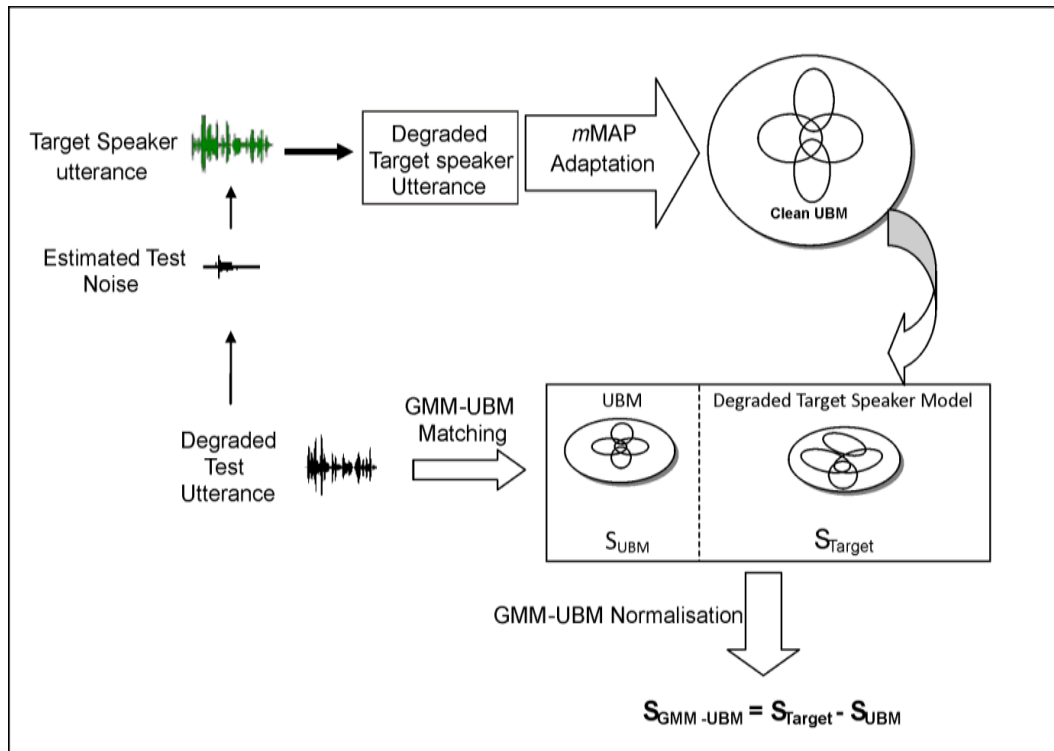 Target Speaker
utterance
Degraded
Target speaker
Utterance
mMAP
Adaptation
Clean UBM
Estimated Test
Noise
Degraded
Test
Utterance
GMM-UBM
Matching
UBM
Degraded Target Speaker Model
SUBM
STarget
GMM-UBM Normalisation
SGMM -UBM = STarget - SUBM